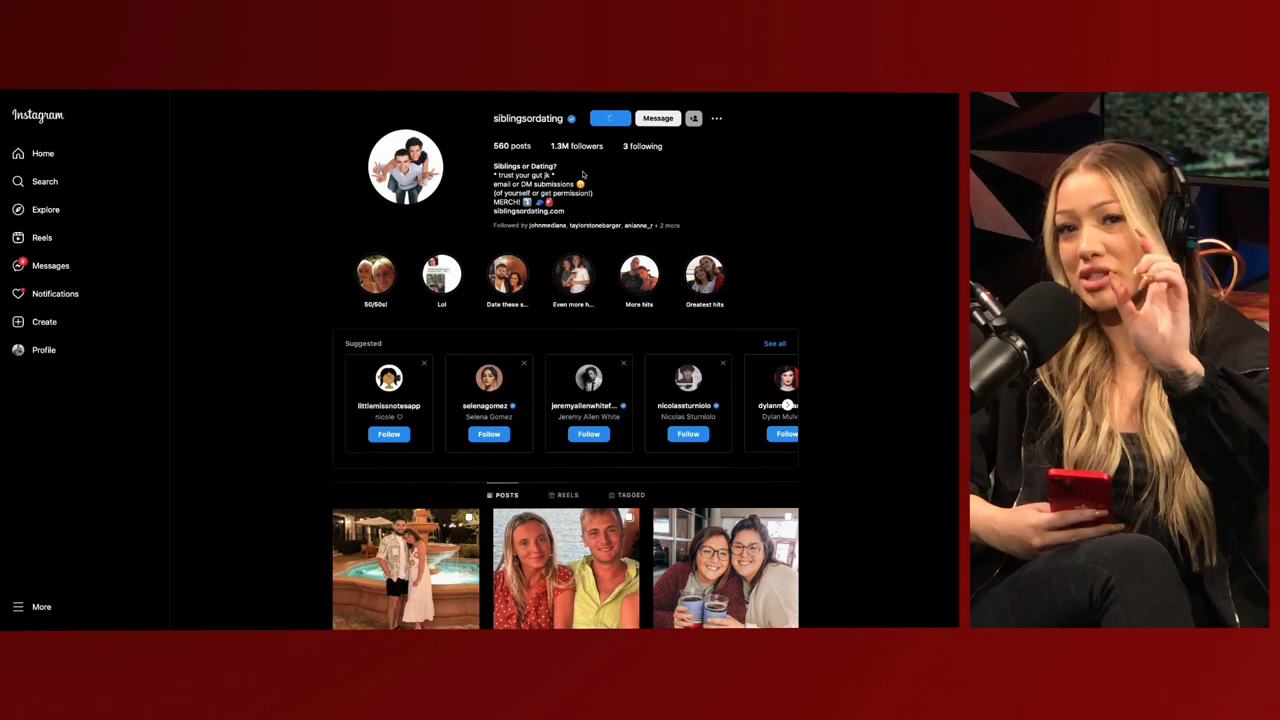 Instagram
Home
Search
Explore
Reels
9
Messages
Notifications
Create
Profile
More
siblingsordating
Message
560 posts 1.3M followers 3 following
Siblings or Dating?
* trust your gut jk *
email or DM submissions
(of yourself or get permission!)
MERCH!
siblingsordating.com
Followed by johnmediana, taylorstonebarger, anianne_r + 2 more
50/50s! Lol Date these s... Even more h... More hits Greatest hits
Suggested See all
littlemissnotesapp selenagomez jeremyallenwhitef... nicolassturniolo
nicole Selena Gomez Jeremy Allen White Nicolas Sturniolo Dylan
Follow Follow Follow Follow Follow
POSTS REELS TAGGED